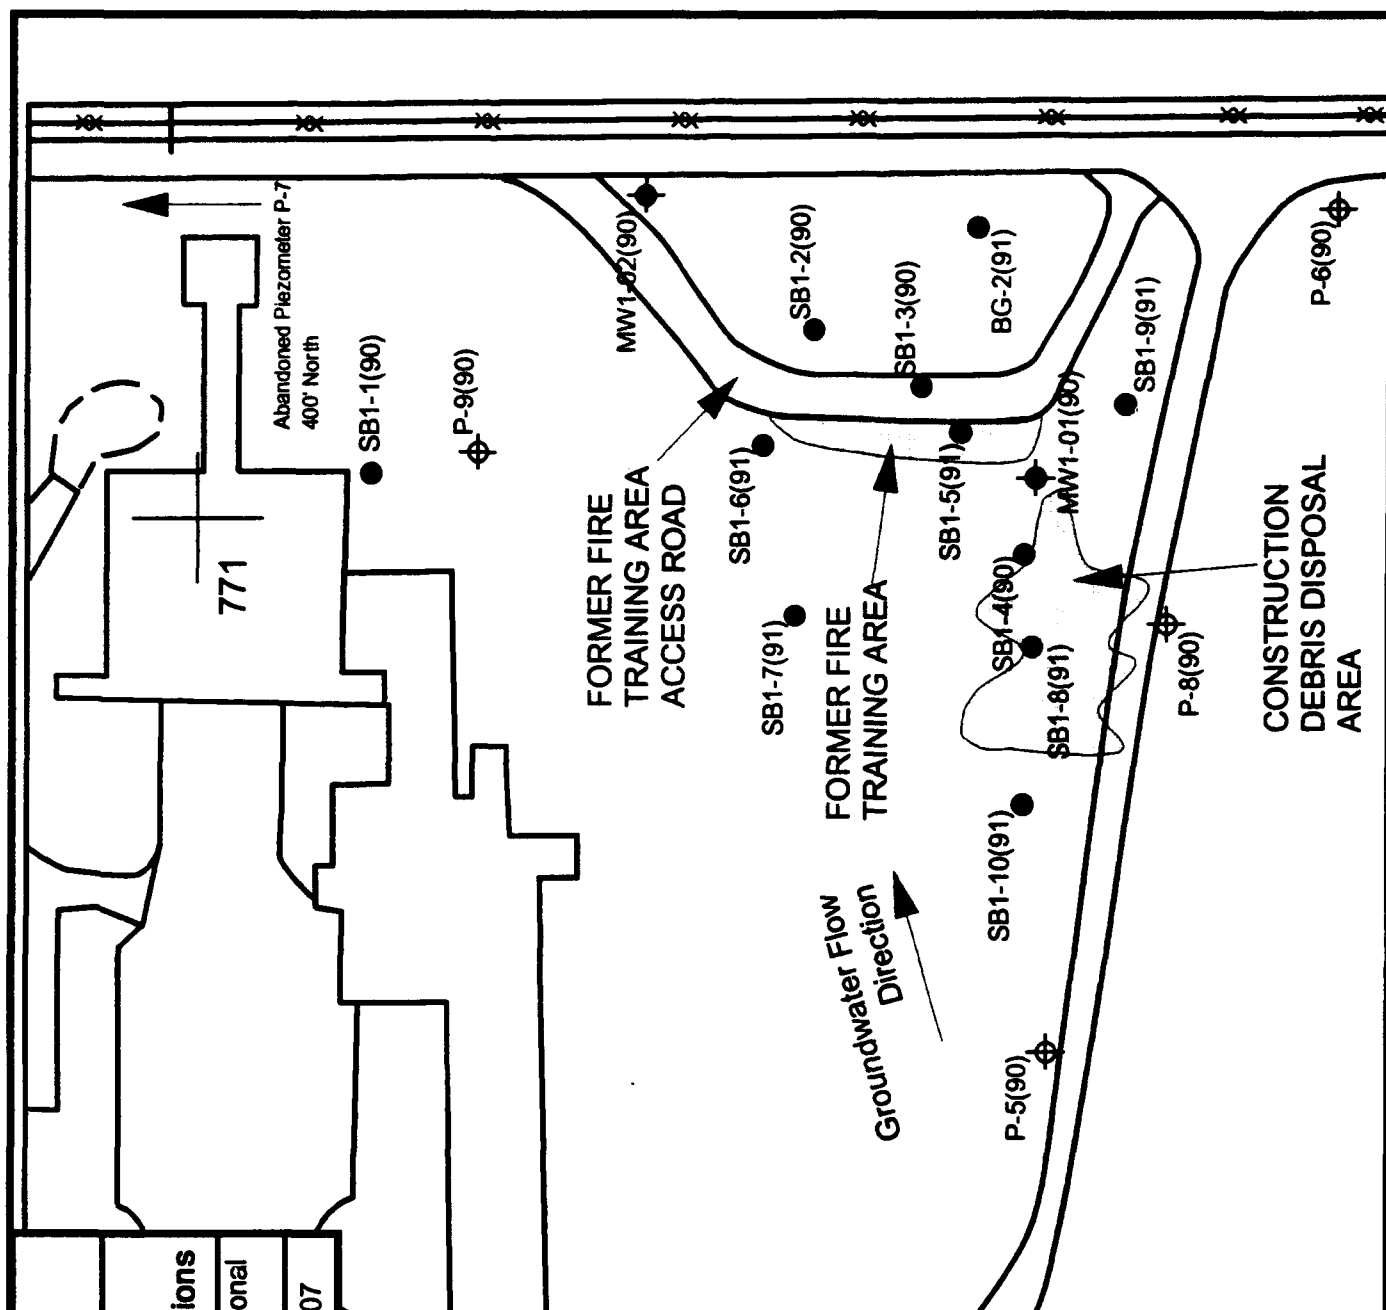 Abandoned Piezometer P-7
400' North
SB1-1(90)
P-9(90)
771
MW1-02(90)
SB1-2(90)
SB1-3(90)
BG-2(91)
SB1-9(91)
P-6(90)
FORMER FIRE
TRAINING AREA
ACCESS ROAD
SB1-6(91)
SB1-5(91)
MW1-01(90)
SB1-7(91)
FORMER FIRE
TRAINING AREA
SB1-4(90)
SB1-8(91)
P-8(90)
CONSTRUCTION
DEBRIS DISPOSAL
AREA
SB1-10(91)
Groundwater Flow
Direction
P-5(90)
ions
onal
07